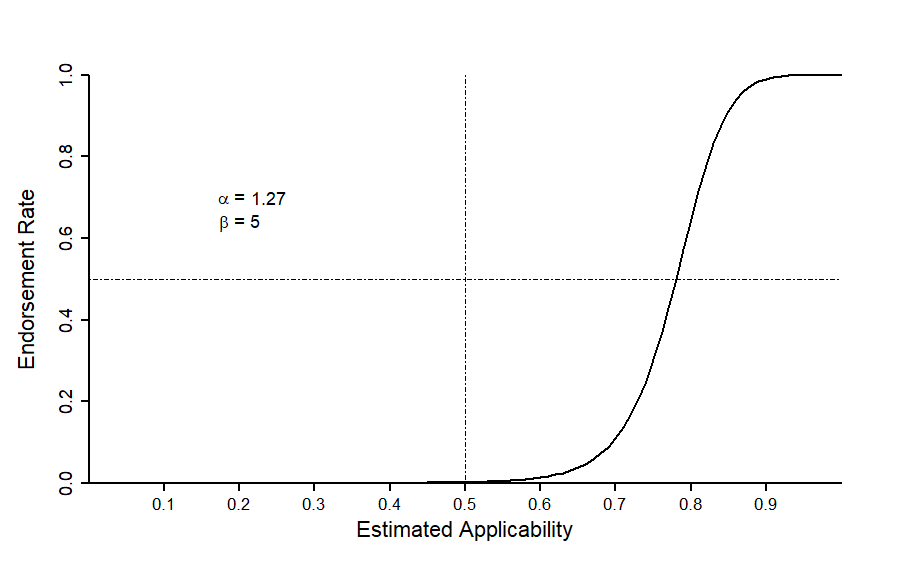 1.0
0.8
α = 1.27
β = 5
0.6
Endorsement Rate
0.4
0.2
0.0
0.1 0.2 0.3 0.4 0.5 0.6 0.7 0.8 0.9
Estimated Applicability